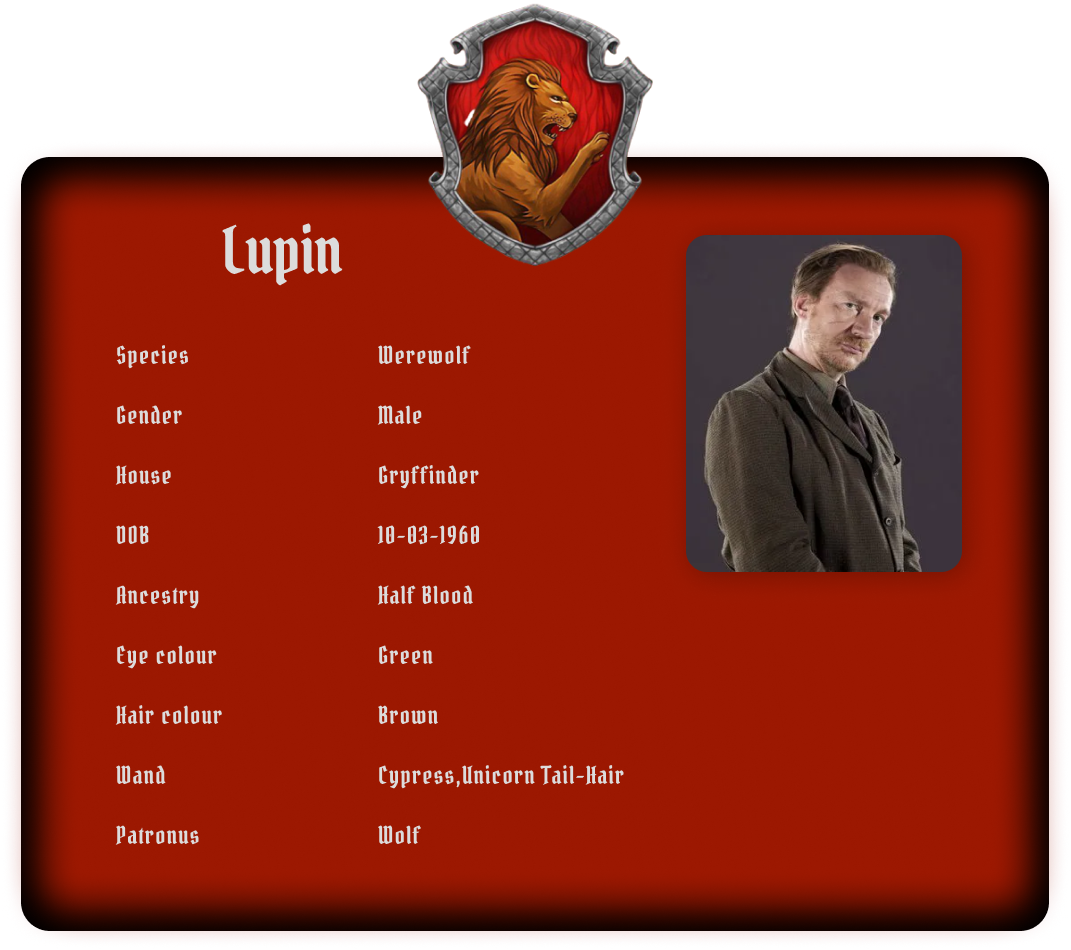 Lupin
Species Werewolf
Gender Male
House Gryffinder
DOB 10-03-1960
Ancestry Half Blood
Eye colour Green
Hair colour Brown
Wand Cypress,Unicorn Tail-Hair
Patronus Wolf